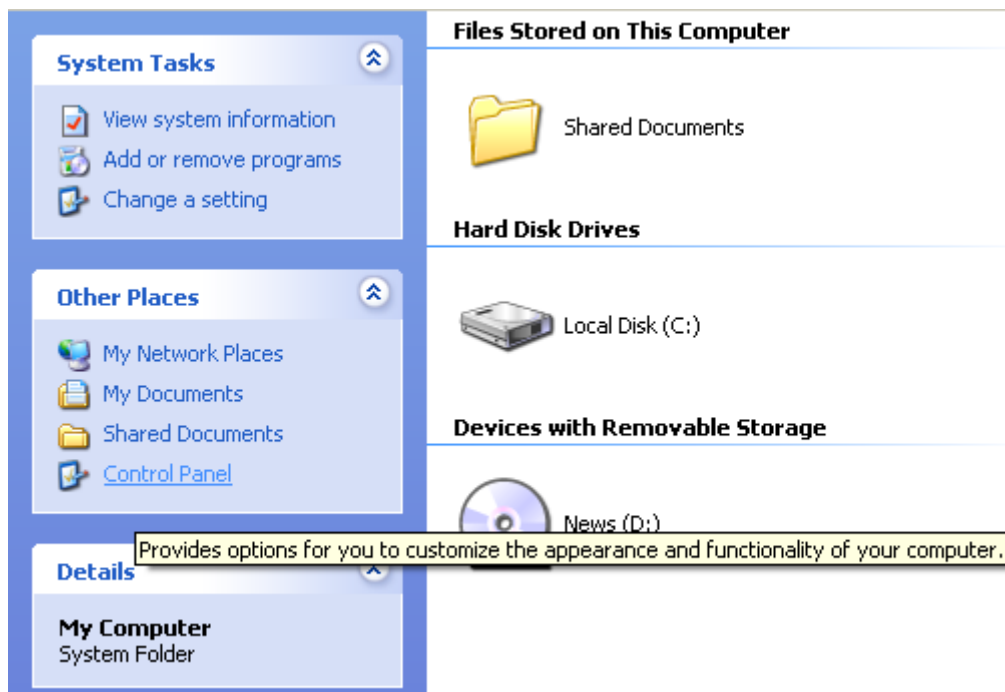 System Tasks
View system information
Add or remove programs
Change a setting
Other Places
My Network Places
My Documents
Shared Documents
Control Panel
Provides options for you to customize the appearance and functionality of your computer.
Details
My Computer
System Folder
Files Stored on This Computer
Shared Documents
Hard Disk Drives
Local Disk (C:)
Devices with Removable Storage
News (D:)